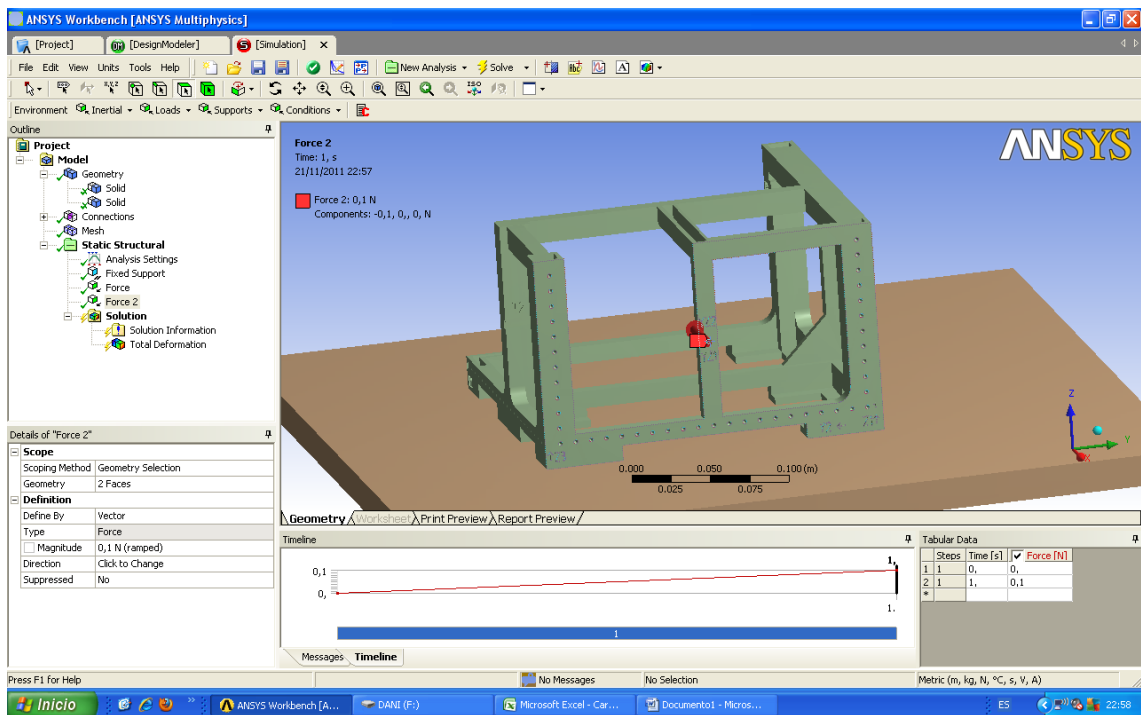 ANSYS Workbench [ANSYS Multiphysics]
[Project] [DesignModeler] [Simulation]
File Edit View Units Tools Help New Analysis Solve
Environment Inertial Loads Supports Conditions
Outline
Project
Model
Geometry
Solid
Solid
Connections
Mesh
Static Structural
Analysis Settings
Fixed Support
Force
Force 2
Solution
Solution Information
Total Deformation
Force 2
Time: 1, s
21/11/2011 22:57
Force 2: 0,1 N
Components: -0,1, 0,, 0, N
ANSYS
Z
Y
X
0.000 0.050 0.100 (m)
0.025 0.075
Details of "Force 2"
Scope
Scoping Method Geometry Selection
Geometry 2 Faces
Definition
Define By Vector
Type Force
Magnitude 0,1 N (ramped)
Direction Click to Change
Suppressed No
Geometry Worksheet Print Preview Report Preview
Timeline
0,1
0,
1,
1.
1
Messages Timeline
Tabular Data
Steps Time [s] Force [N]
1 1 0, 0,
2 1 1, 0,1
*
Press F1 for Help No Messages No Selection Metric (m, kg, N, °C, s, V, A)
Inicio ANSYS Workbench [A... DANI (F:) Microsoft Excel - Car... Documento1 - Micros... ES 22:58